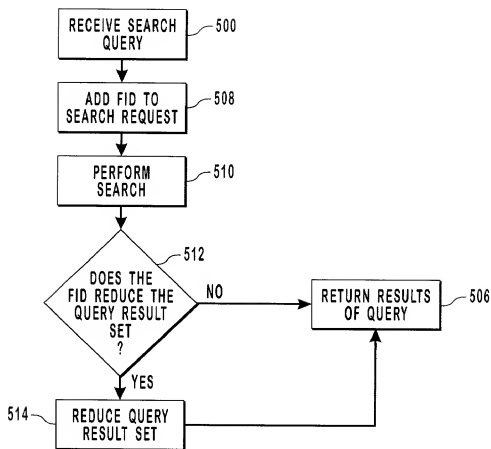 RECEIVE SEARCH
QUERY
500
ADD FID TO
SEARCH REQUEST
508
PERFORM
SEARCH
510
512
DOES THE
FID REDUCE THE
QUERY RESULT
SET
?
NO
RETURN RESULTS
OF QUERY
506
YES
514
REDUCE QUERY
RESULT SET